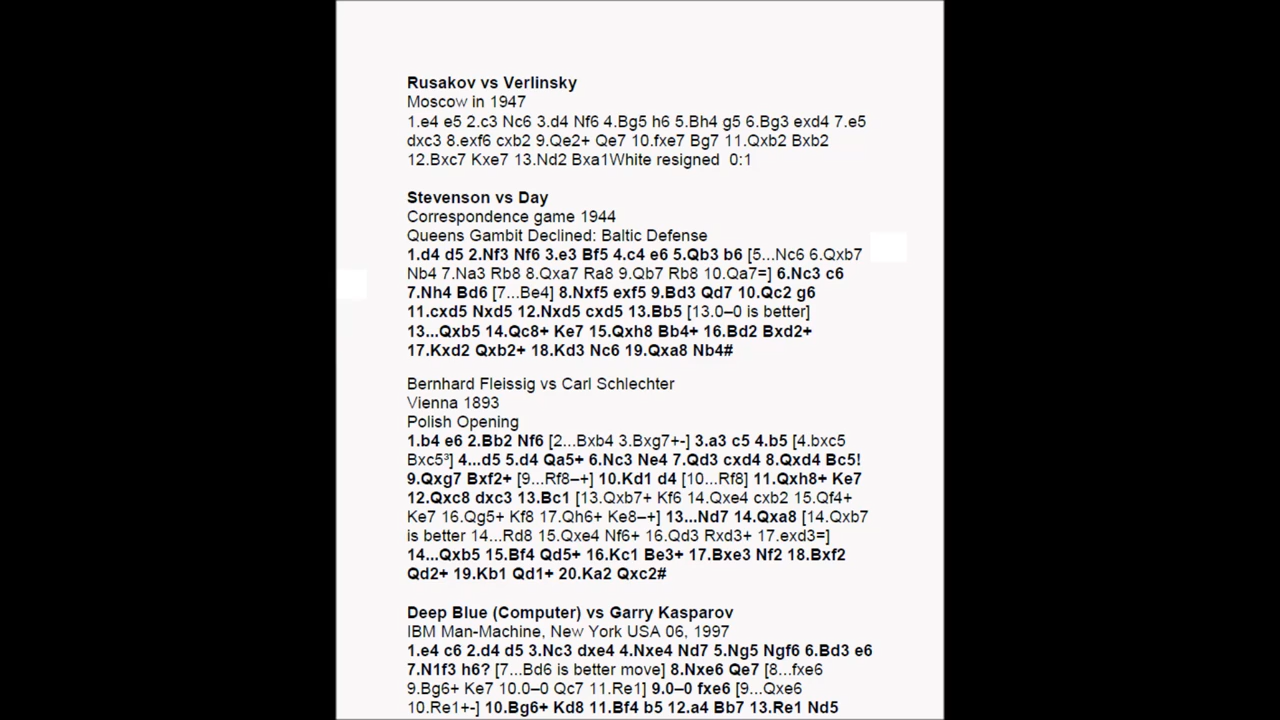 Rusakov vs Verlinsky
Moscow in 1947
1.e4 e5 2.c3 Nc6 3.d4 Nf6 4.Bg5 h6 5.Bh4 g5 6.Bg3 exd4 7.e5
dxc3 8.exf6 cxb2 9.Qe2+ Qe7 10.fxe7 Bg7 11.Qxb2 Bxb2
12.Bxc7 Kxe7 13.Nd2 Bxa1White resigned  0:1
Stevenson vs Day
Correspondence game 1944
Queens Gambit Declined: Baltic Defense
1.d4 d5 2.Nf3 Nf6 3.e3 Bf5 4.c4 e6 5.Qb3 b6 [5...Nc6 6.Qxb7
Nb4 7.Na3 Rb8 8.Qxa7 Ra8 9.Qb7 Rb8 10.Qa7=] 6.Nc3 c6
7.Nh4 Bd6 [7...Be4] 8.Nxf5 exf5 9.Bd3 Qd7 10.Qc2 g6
11.cxd5 Nxd5 12.Nxd5 cxd5 13.Bb5 [13.0–0 is better]
13...Qxb5 14.Qc8+ Ke7 15.Qxh8 Bb4+ 16.Bd2 Bxd2+
17.Kxd2 Qxb2+ 18.Kd3 Nc6 19.Qxa8 Nb4#
Bernhard Fleissig vs Carl Schlechter
Vienna 1893
Polish Opening
1.b4 e6 2.Bb2 Nf6 [2...Bxb4 3.Bxg7+-] 3.a3 c5 4.b5 [4.bxc5
Bxc5³] 4...d5 5.d4 Qa5+ 6.Nc3 Ne4 7.Qd3 cxd4 8.Qxd4 Bc5!
9.Qxg7 Bxf2+ [9...Rf8–+] 10.Kd1 d4 [10...Rf8] 11.Qxh8+ Ke7
12.Qxc8 dxc3 13.Bc1 [13.Qxb7+ Kf6 14.Qxe4 cxb2 15.Qf4+
Ke7 16.Qg5+ Kf8 17.Qh6+ Ke8–+] 13...Nd7 14.Qxa8 [14.Qxb7
is better 14...Rd8 15.Qxe4 Nf6+ 16.Qd3 Rxd3+ 17.exd3=]
14...Qxb5 15.Bf4 Qd5+ 16.Kc1 Be3+ 17.Bxe3 Nf2 18.Bxf2
Qd2+ 19.Kb1 Qd1+ 20.Ka2 Qxc2#
Deep Blue (Computer) vs Garry Kasparov
IBM Man-Machine, New York USA 06, 1997
1.e4 c6 2.d4 d5 3.Nc3 dxe4 4.Nxe4 Nd7 5.Ng5 Ngf6 6.Bd3 e6
7.N1f3 h6? [7...Bd6 is better move] 8.Nxe6 Qe7 [8...fxe6
9.Bg6+ Ke7 10.0–0 Qc7 11.Re1] 9.0–0 fxe6 [9...Qxe6
10.Re1+-] 10.Bg6+ Kd8 11.Bf4 b5 12.a4 Bb7 13.Re1 Nd5